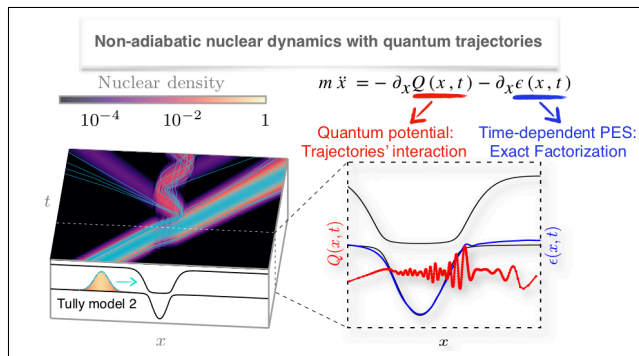 Non-adiabatic nuclear dynamics with quantum trajectories
Nuclear density
10⁻⁴ 10⁻² 1
m ẍ = − ∂ₓQ(x, t) − ∂ₓϵ(x, t)
Quantum potential:
Trajectories' interaction
Time-dependent PES:
Exact Factorization
t
Tully model 2
x
Q(x, t)
ϵ(x, t)
x